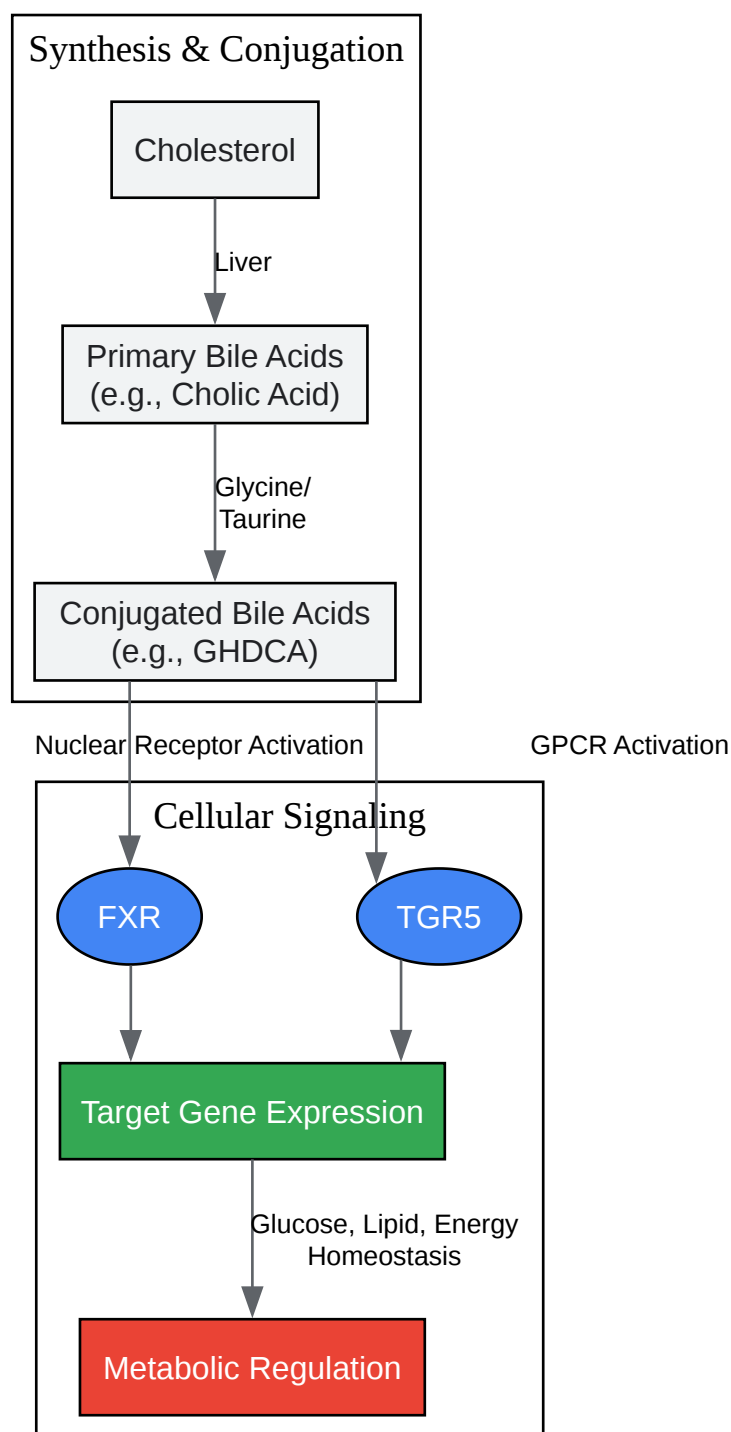 Synthesis & Conjugation
Cholesterol
Liver
Primary Bile Acids
(e.g., Cholic Acid)
Glycine/
Taurine
Conjugated Bile Acids
(e.g., GHDCA)
Nuclear Receptor Activation
GPCR Activation
Cellular Signaling
FXR
TGR5
Target Gene Expression
Glucose, Lipid, Energy
Homeostasis
Metabolic Regulation